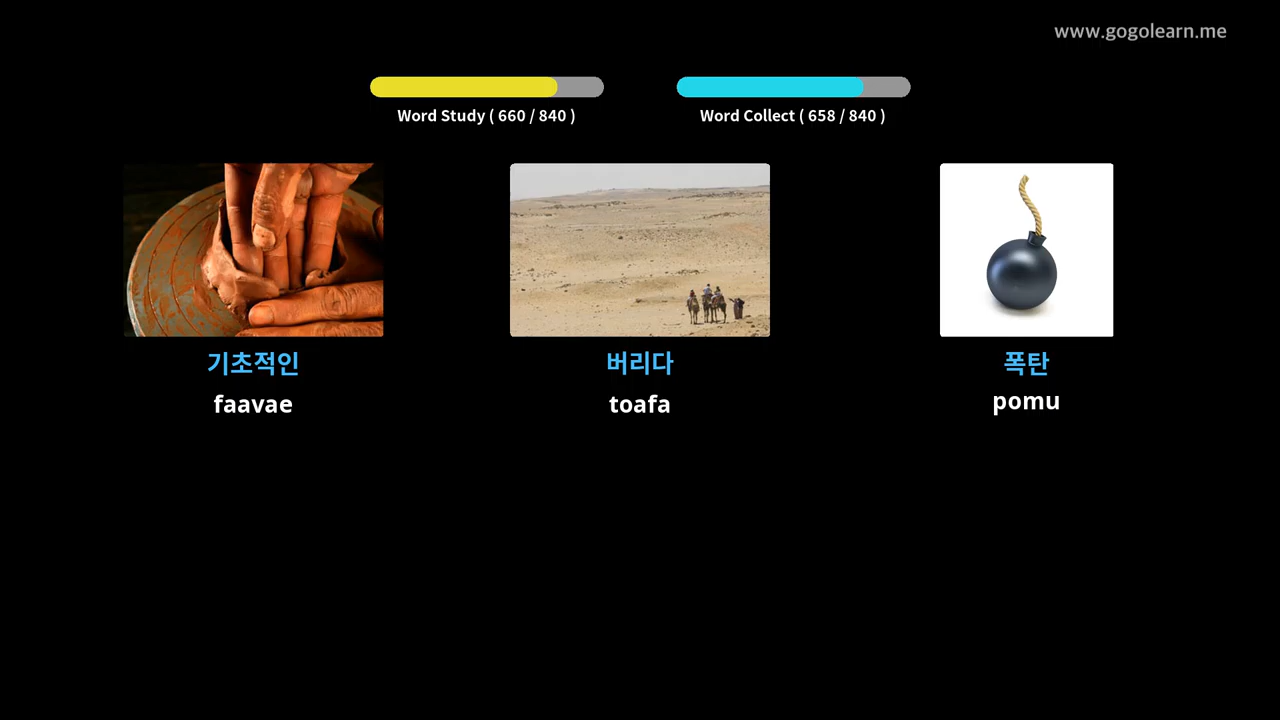 www.gogolearn.me
Word Study ( 660 / 840 )
Word Collect ( 658 / 840 )
기초적인
버리다
폭탄
faavae
toafa
pomu